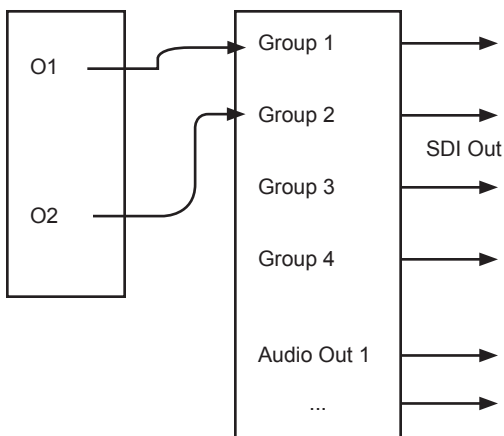 O1
O2
Group 1
Group 2
SDI Out
Group 3
Group 4
Audio Out 1
...